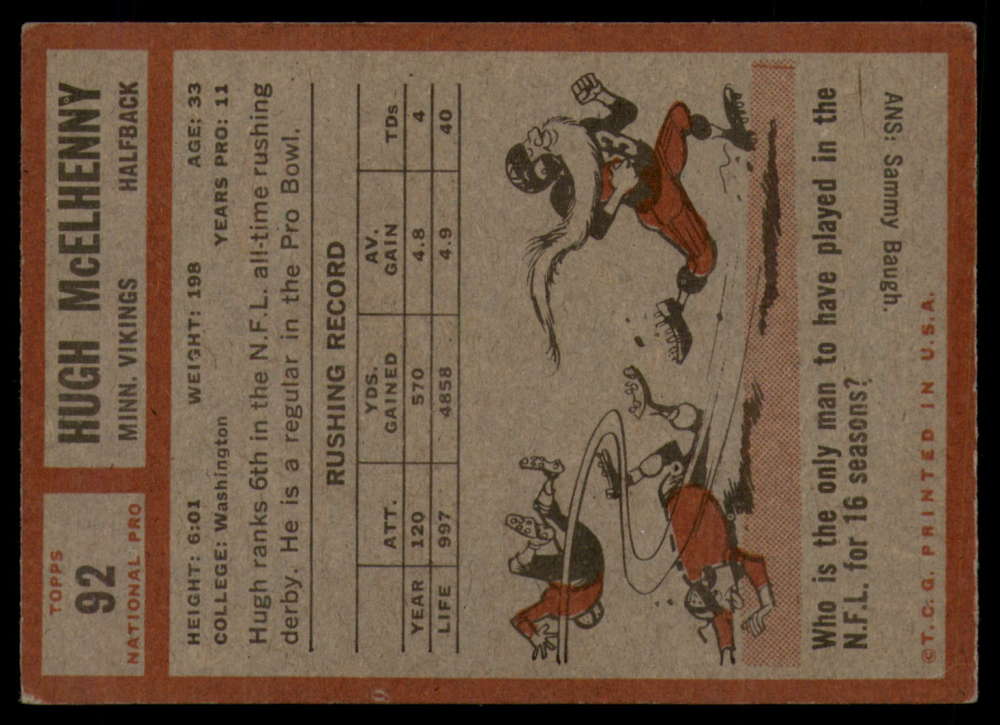 TOPPS
92
NATIONAL PRO
HUGH McELHENNY
MINN. VIKINGS HALFBACK
HEIGHT: 6:01 WEIGHT: 198 AGE: 33
COLLEGE: Washington YEARS PRO: 11
Hugh ranks 6th in the N.F.L. all-time rushing
derby. He is a regular in the Pro Bowl.
RUSHING RECORD
ATT. YDS. GAINED AV. GAIN TDs
YEAR 120 570 4.8 4
LIFE 997 4858 4.9 40
Who is the only man to have played in the
N.F.L. for 16 seasons?
ANS: Sammy Baugh.
©T.C.G. PRINTED IN U.S.A.